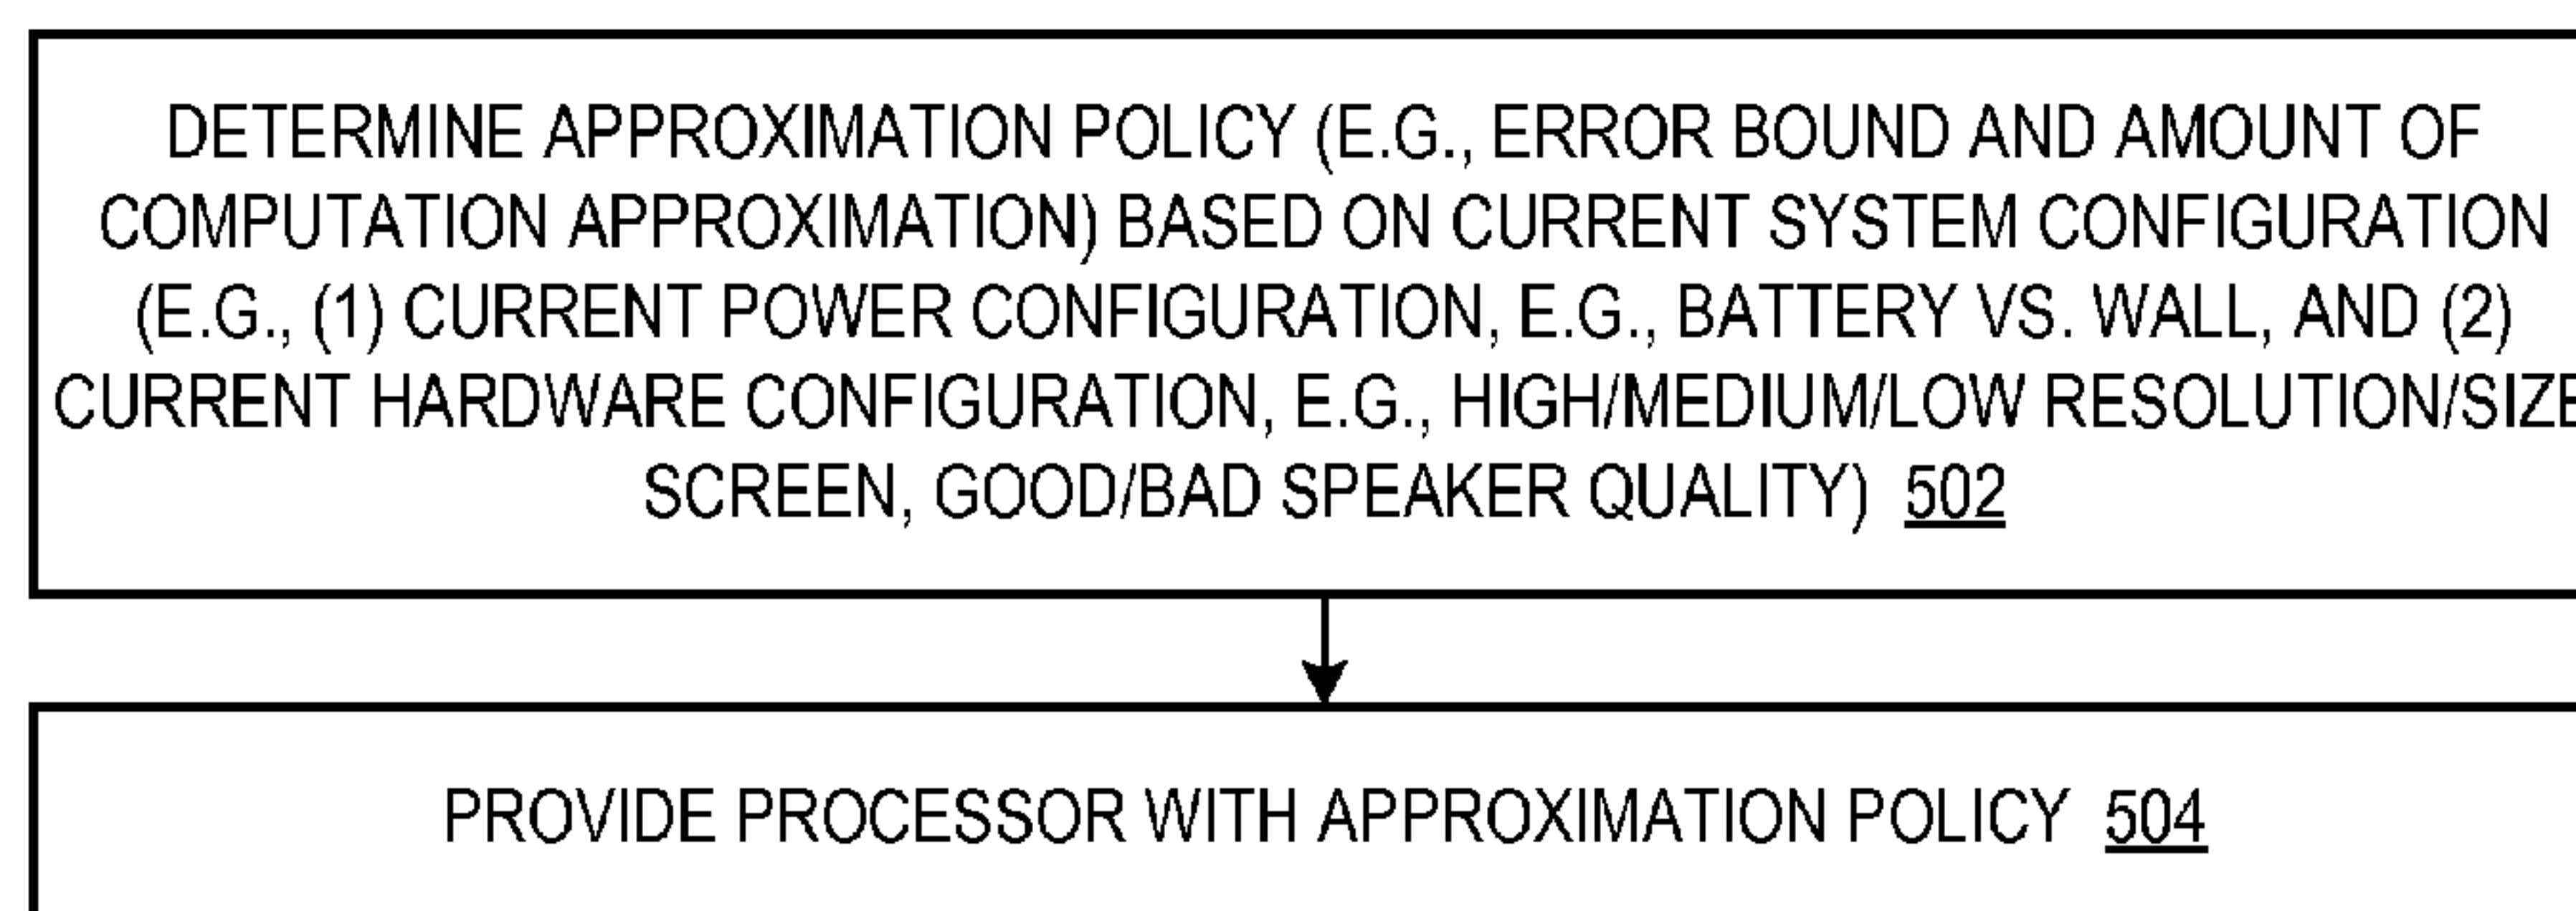 DETERMINE APPROXIMATION POLICY (E.G., ERROR BOUND AND AMOUNT OF
COMPUTATION APPROXIMATION) BASED ON CURRENT SYSTEM CONFIGURATION
(E.G., (1) CURRENT POWER CONFIGURATION, E.G., BATTERY VS. WALL, AND (2)
CURRENT HARDWARE CONFIGURATION, E.G., HIGH/MEDIUM/LOW RESOLUTION/SIZE
SCREEN, GOOD/BAD SPEAKER QUALITY) 502
PROVIDE PROCESSOR WITH APPROXIMATION POLICY 504